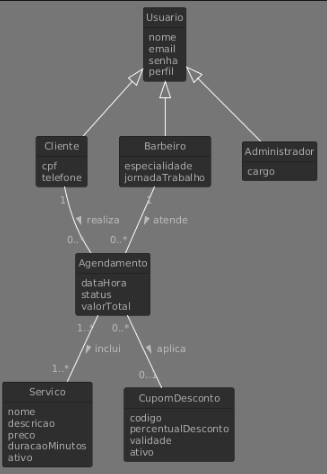 Usuario
nome
email
senha
perfil
Cliente
cpf
telefone
Barbeiro
especialidade
jornadaTrabalho
Administrador
cargo
1
realiza
0..*
1
atende
0..*
Agendamento
dataHora
status
valorTotal
1..*
inclui
1..*
0..*
aplica
0..1
Servico
nome
descricao
preco
duracaoMinutos
ativo
CupomDesconto
codigo
percentualDesconto
validade
ativo